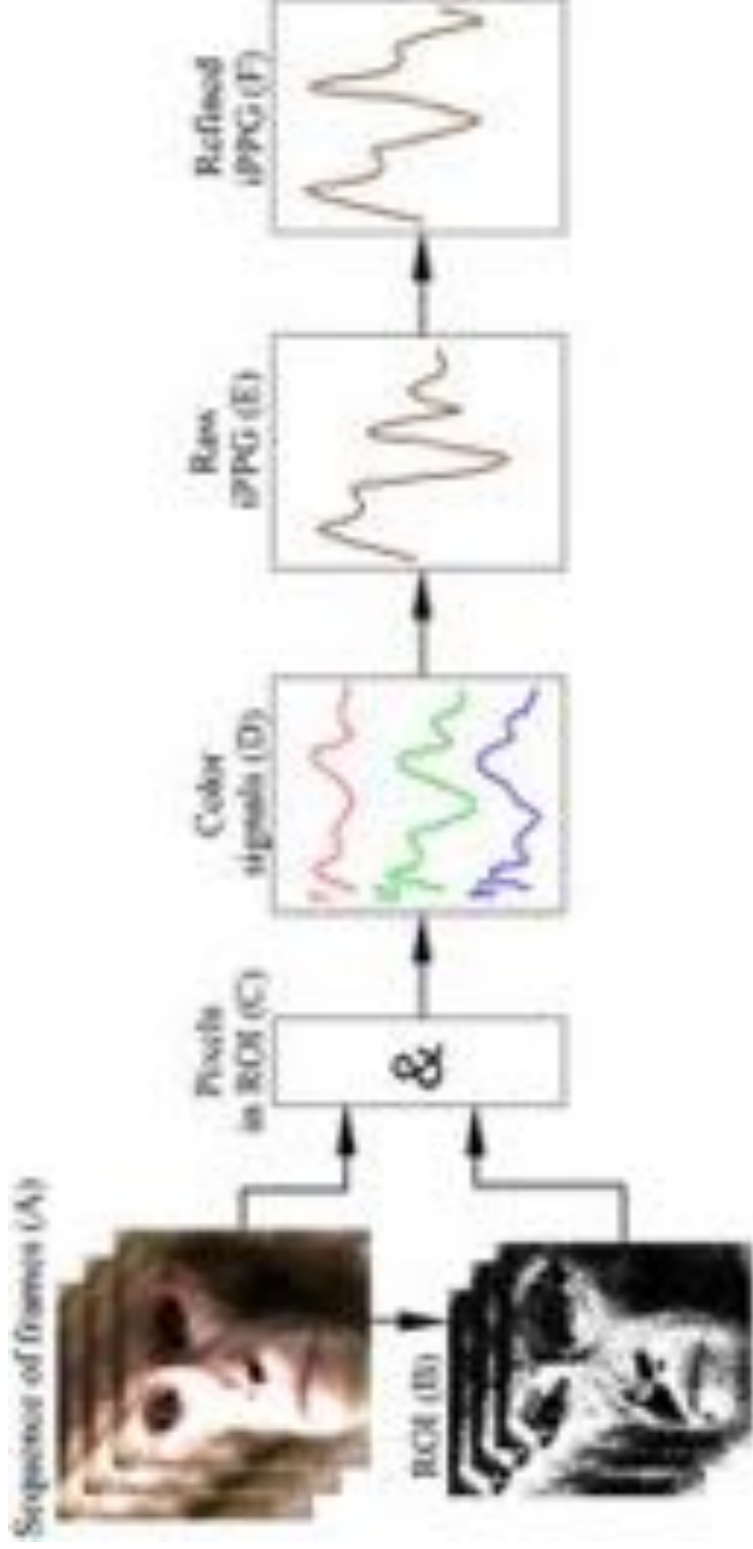 Sequence of frames (A)
ROI (B)
Pixels
in ROI (C)
&
Color
signals (D)
Raw
iPPG (E)
Refined
iPPG (F)